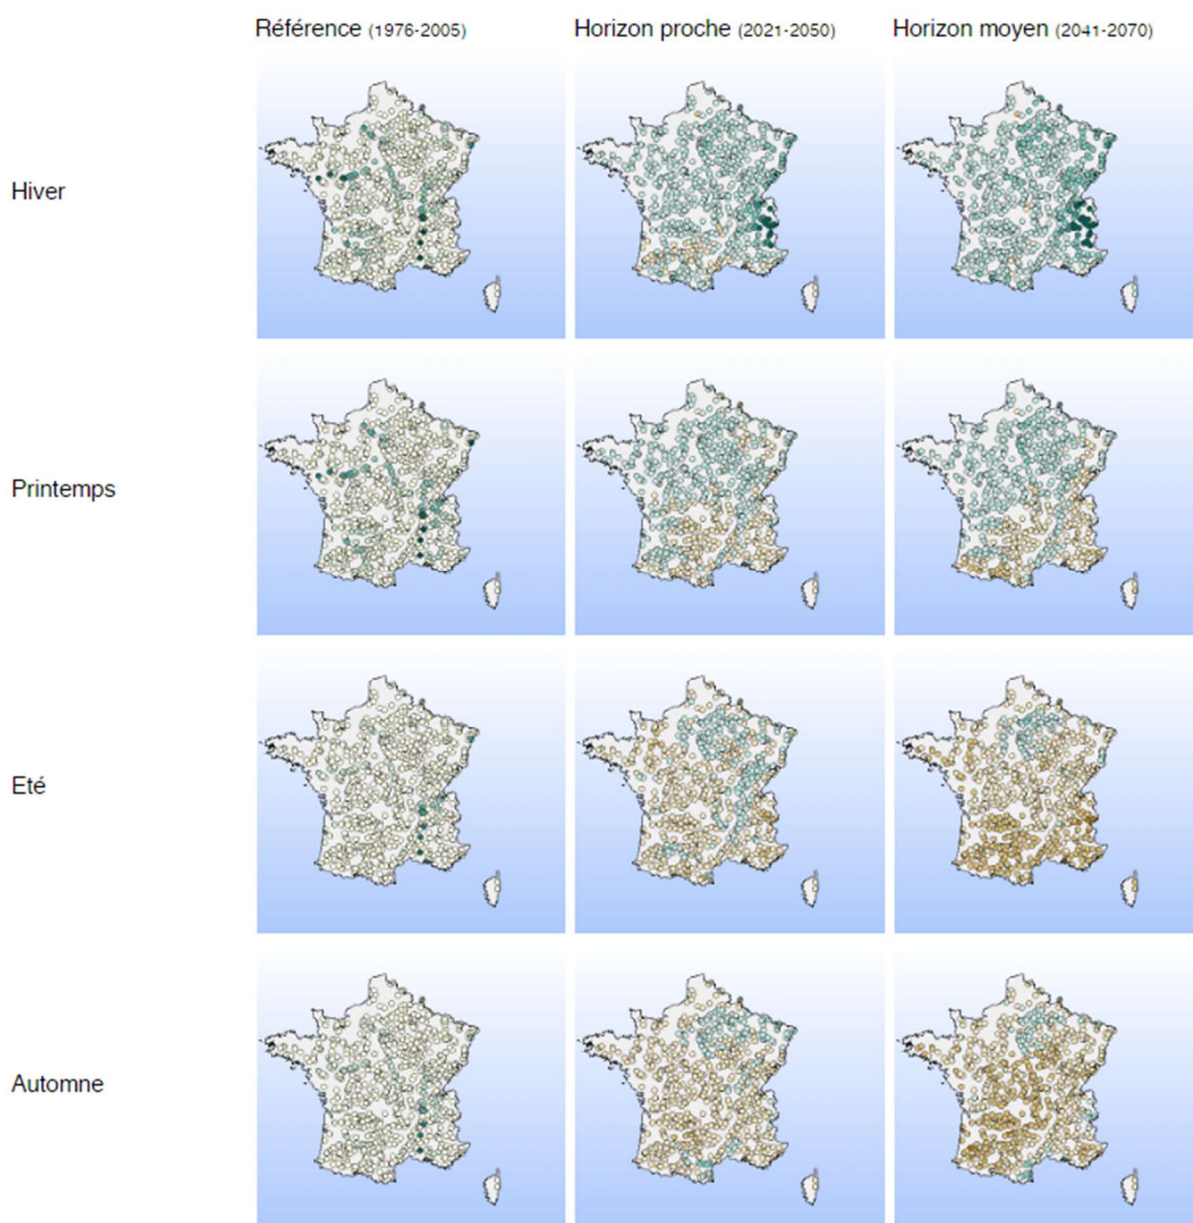 Référence (1976-2005) Horizon proche (2021-2050) Horizon moyen (2041-2070)
Hiver
Printemps
Eté
Automne